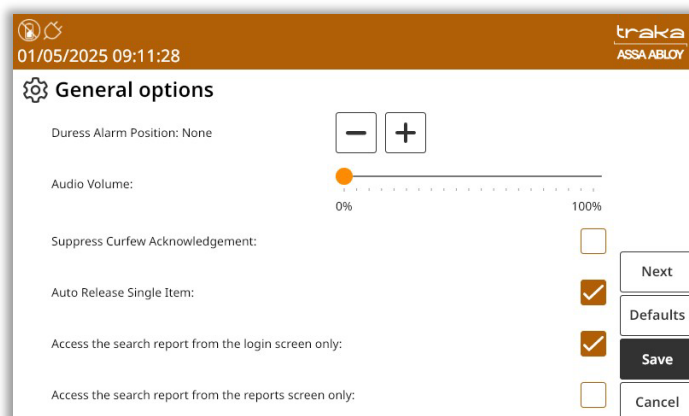 traka
01/05/2025 09:11:28
ASSA ABLOY
General options
Duress Alarm Position: None
Audio Volume:
0%
100%
Suppress Curfew Acknowledgement:
Auto Release Single Item:
Next
Defaults
Access the search report from the login screen only:
Save
Access the search report from the reports screen only:
Cancel